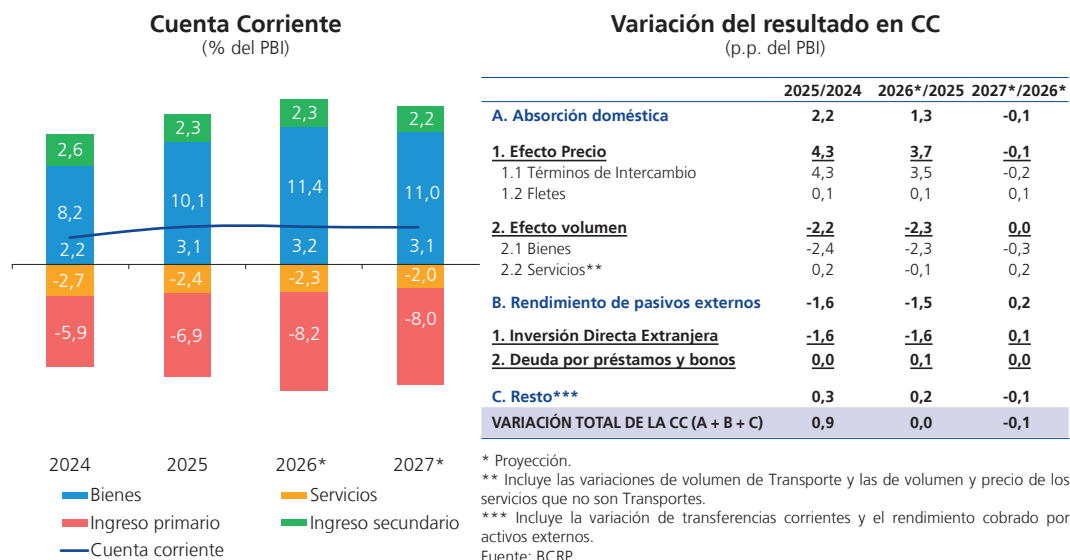 Cuenta Corriente
(% del PBI)
2,6
2,3
2,3
2,2
8,2
10,1
11,4
11,0
2,2
3,1
3,2
3,1
-2,7
-2,4
-2,3
-2,0
-5,9
-6,9
-8,2
-8,0
2024 2025 2026* 2027*
Bienes Servicios
Ingreso primario Ingreso secundario
Cuenta corriente
Variación del resultado en CC
(p.p. del PBI)
2025/2024 2026*/2025 2027*/2026*
A. Absorción doméstica 2,2 1,3 -0,1
1. Efecto Precio 4,3 3,7 -0,1
1.1 Términos de Intercambio 4,3 3,5 -0,2
1.2 Fletes 0,1 0,1 0,1
2. Efecto volumen -2,2 -2,3 0,0
2.1 Bienes -2,4 -2,3 -0,3
2.2 Servicios** 0,2 -0,1 0,2
B. Rendimiento de pasivos externos -1,6 -1,5 0,2
1. Inversión Directa Extranjera -1,6 -1,6 0,1
2. Deuda por préstamos y bonos 0,0 0,1 0,0
C. Resto*** 0,3 0,2 -0,1
VARIACIÓN TOTAL DE LA CC (A + B + C) 0,9 0,0 -0,1
* Proyección.
** Incluye las variaciones de volumen de Transporte y las de volumen y precio de los
servicios que no son Transportes.
*** Incluye la variación de transferencias corrientes y el rendimiento cobrado por
activos externos.
Fuente: BCRP.